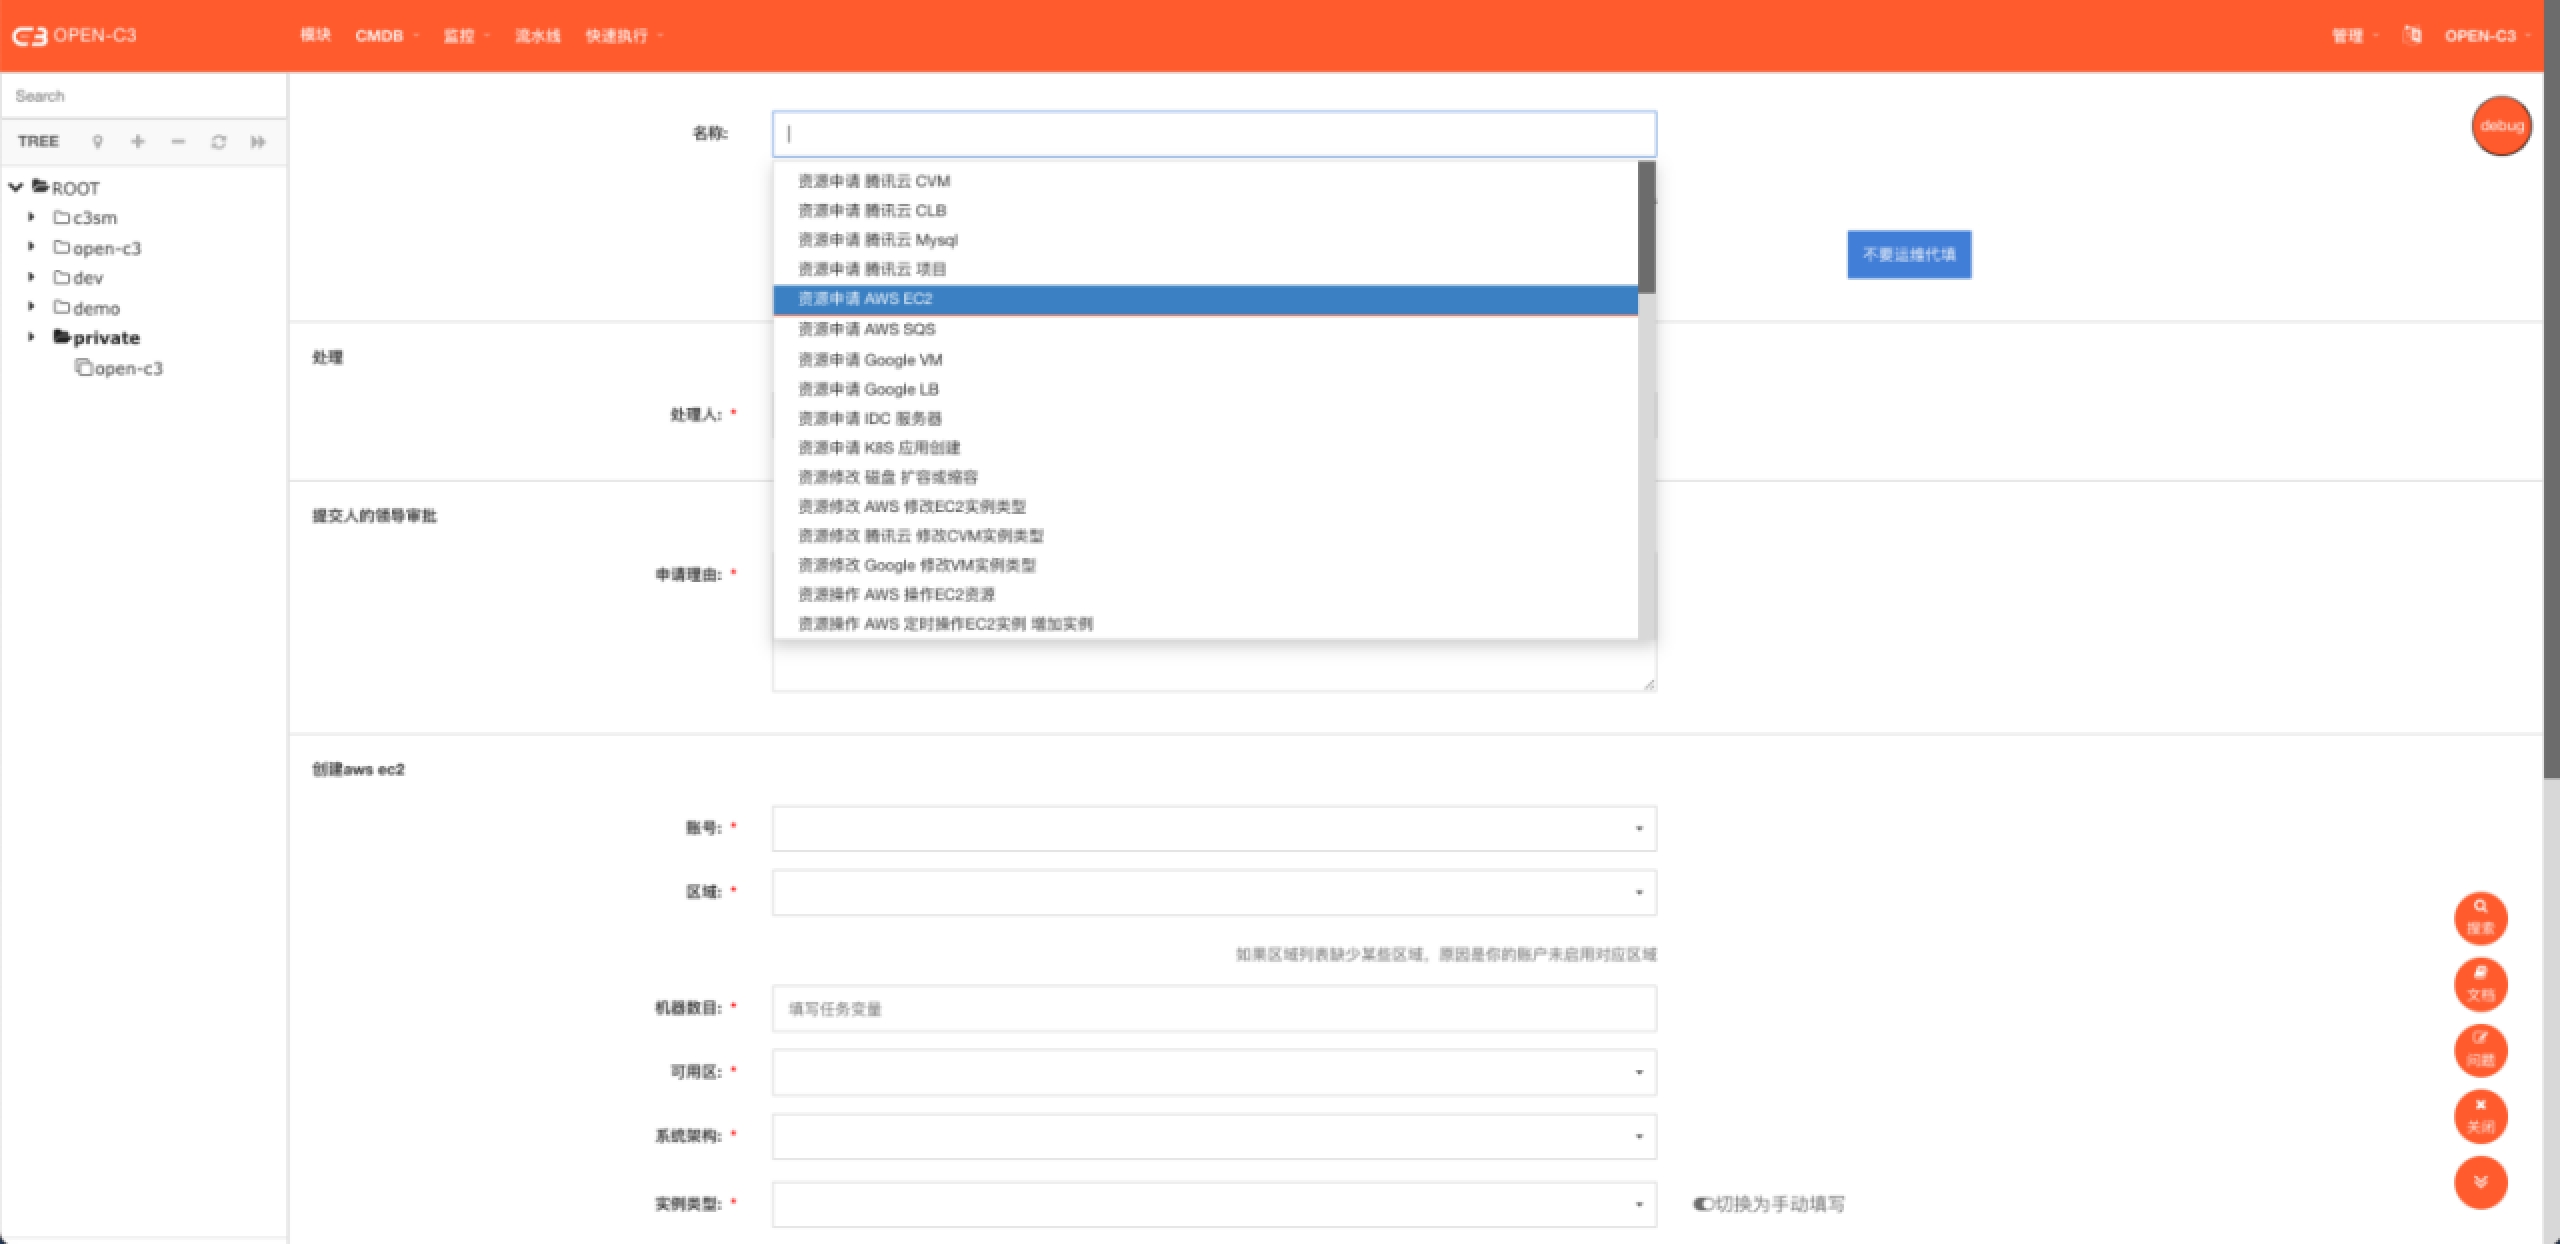 OPEN-C3
模块 CMDB 监控 流水线 快速执行
管理 OPEN-C3
Search
TREE
ROOT
c3sm
open-c3
dev
demo
private
open-c3
名称:
debug
资源申请 腾讯云 CVM
资源申请 腾讯云 CLB
资源申请 腾讯云 Mysql
资源申请 腾讯云 项目
资源申请 AWS EC2
资源申请 AWS SQS
资源申请 Google VM
资源申请 Google LB
资源申请 IDC 服务器
资源申请 K8S 应用创建
资源修改 磁盘 扩容或缩容
资源修改 AWS 修改EC2实例类型
资源修改 腾讯云 修改CVM实例类型
资源修改 Google 修改VM实例类型
资源操作 AWS 操作EC2资源
资源操作 AWS 定时操作EC2实例 增加实例
不要运维代填
处理
处理人: *
提交人的领导审批
申请理由: *
创建aws ec2
账号: *
区域: *
如果区域列表缺少某些区域，原因是你的账户未启用对应区域
机器数目: * 填写任务变量
可用区: *
系统架构: *
实例类型: * 切换为手动填写
搜索
文档
问题
关闭